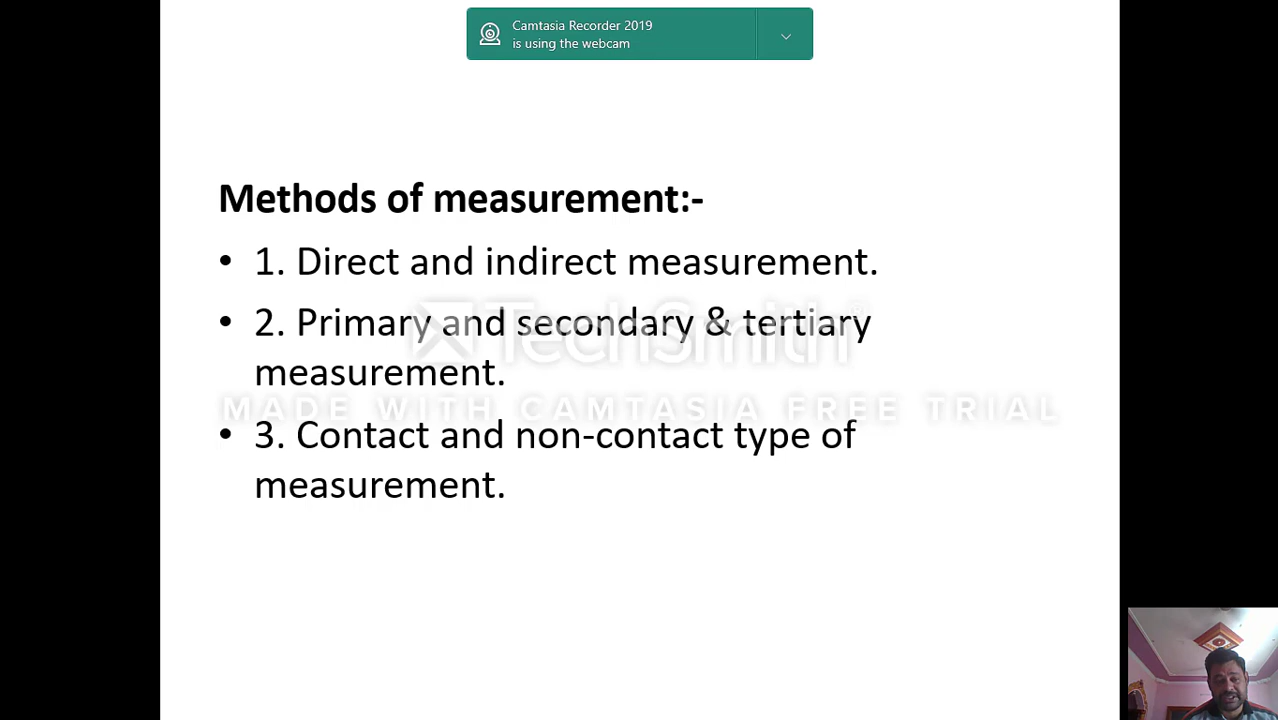 Camtasia Recorder 2019
is using the webcam
Methods of measurement:-
• 1. Direct and indirect measurement.
• 2. Primary and secondary & tertiary
measurement.
• 3. Contact and non-contact type of
measurement.
TechSmith®
MADE WITH CAMTASIA FREE TRIAL